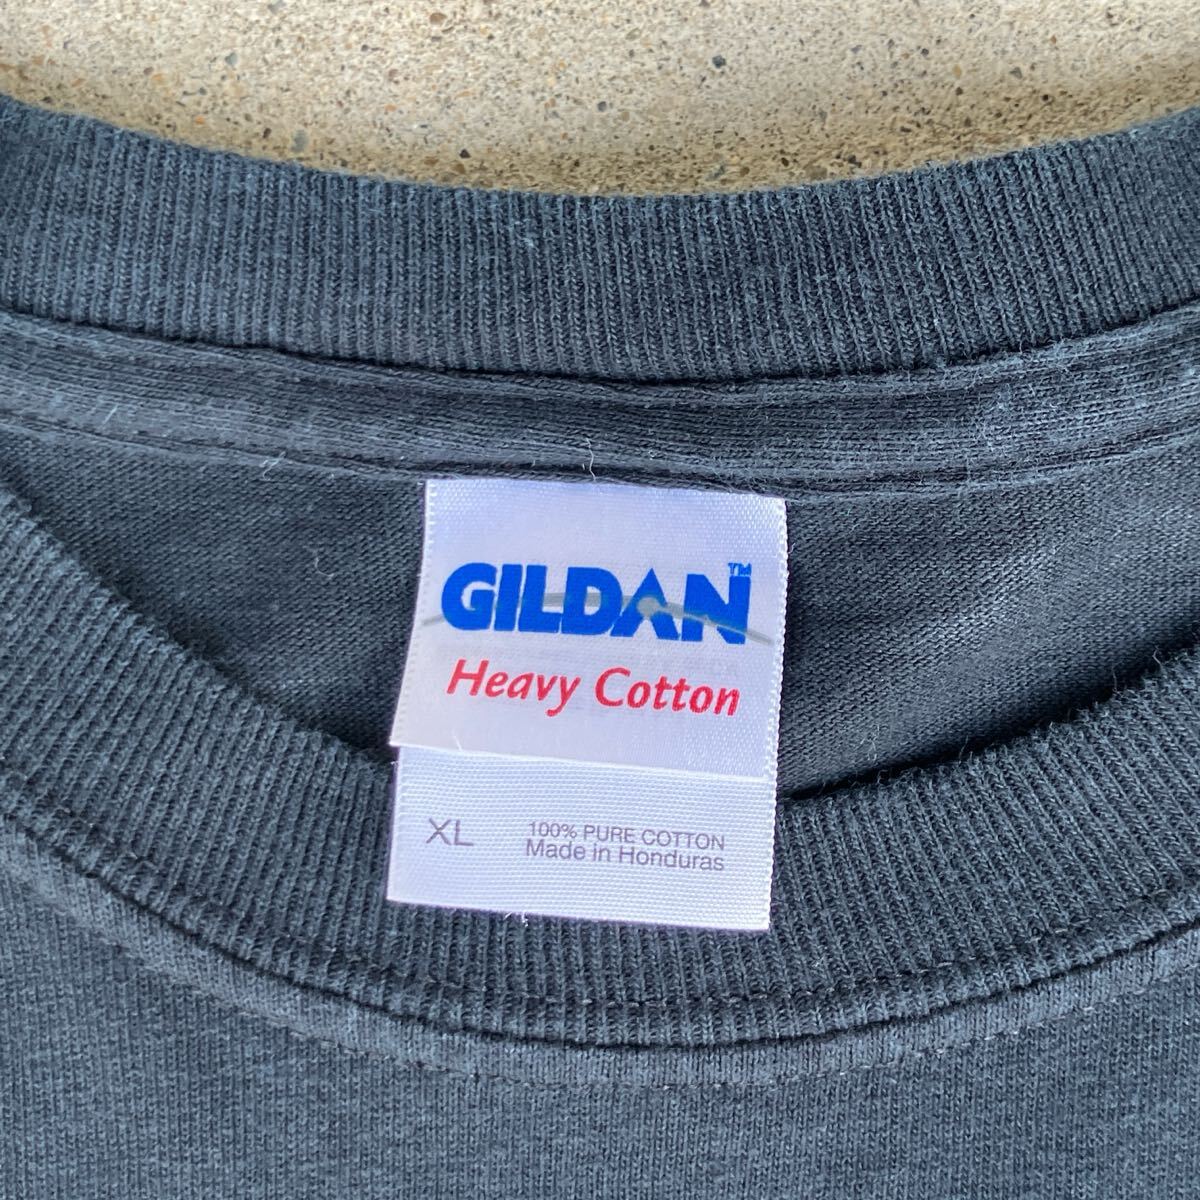 GILDAN™
Heavy Cotton
XL
100% PURE COTTON
Made in Honduras